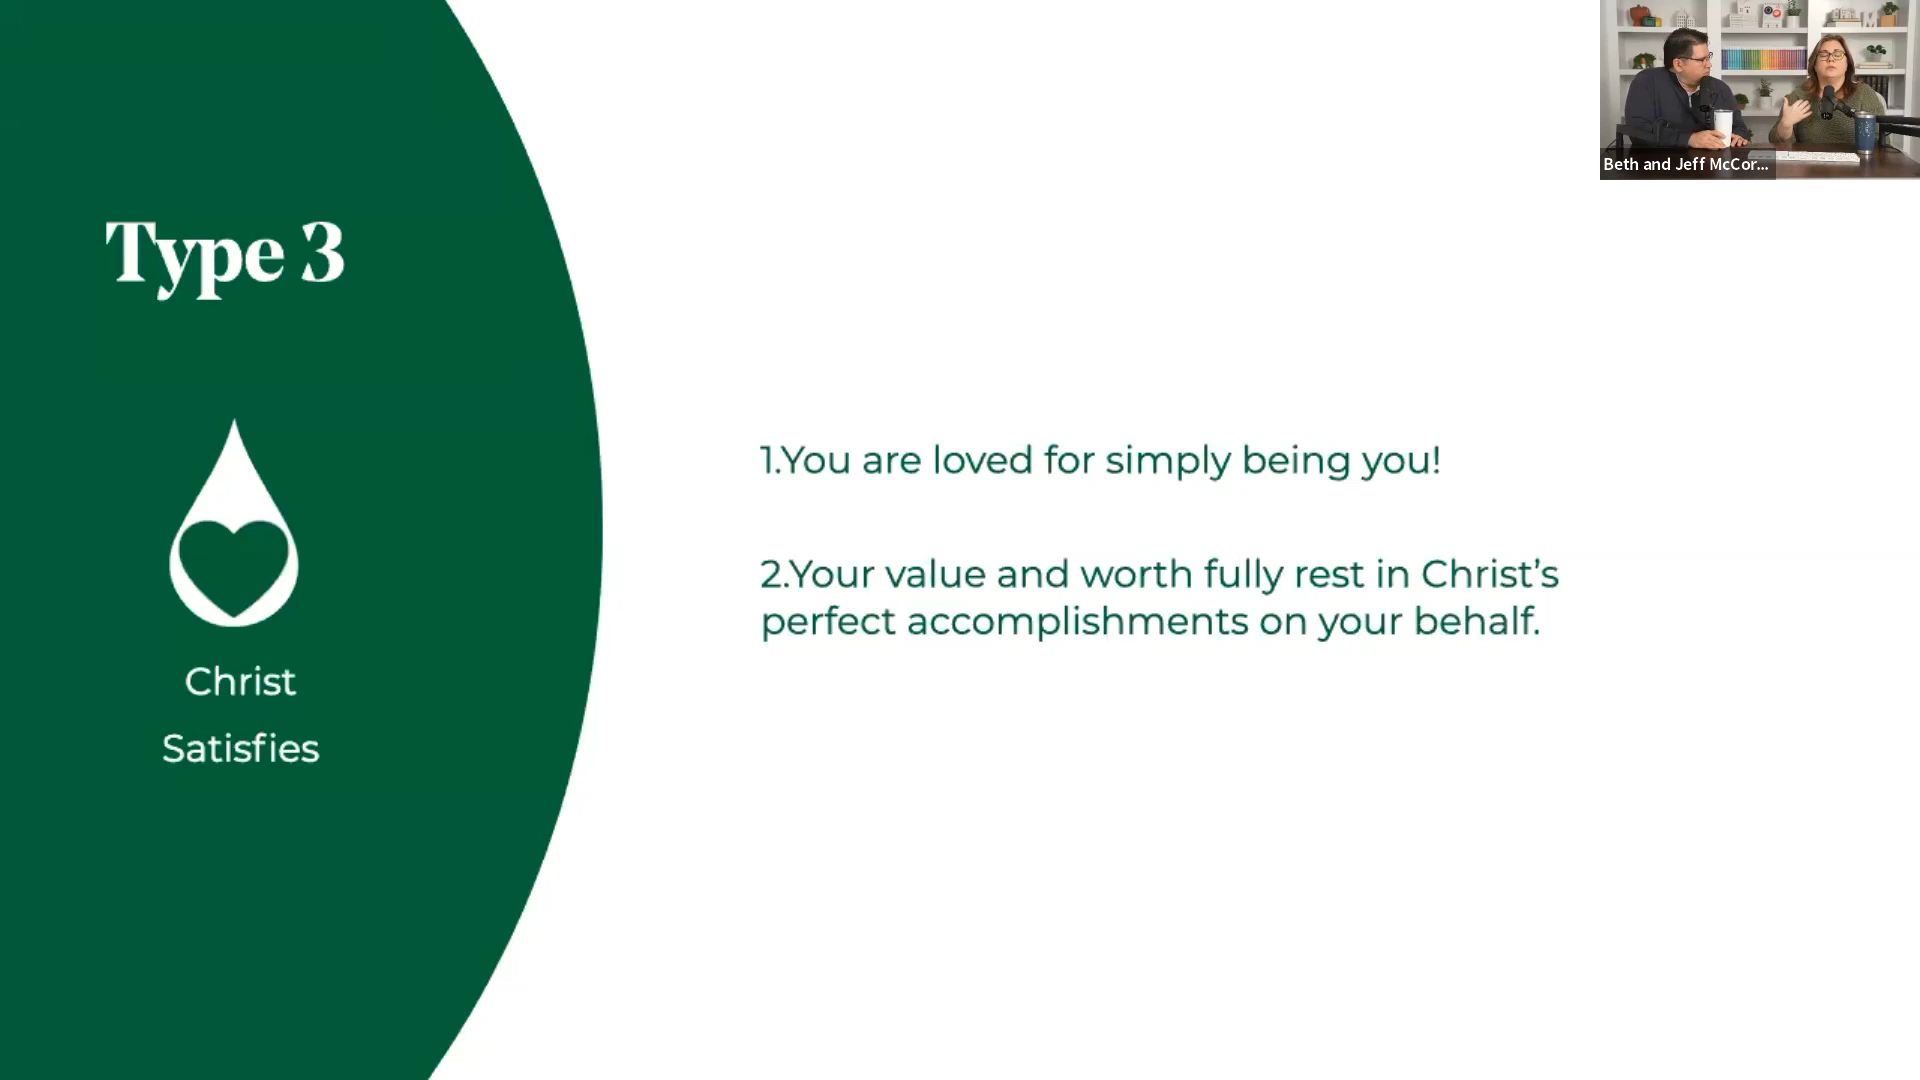 Type 3
Christ
Satisfies
1.You are loved for simply being you!
2.Your value and worth fully rest in Christ’s
perfect accomplishments on your behalf.
Beth and Jeff McCor...